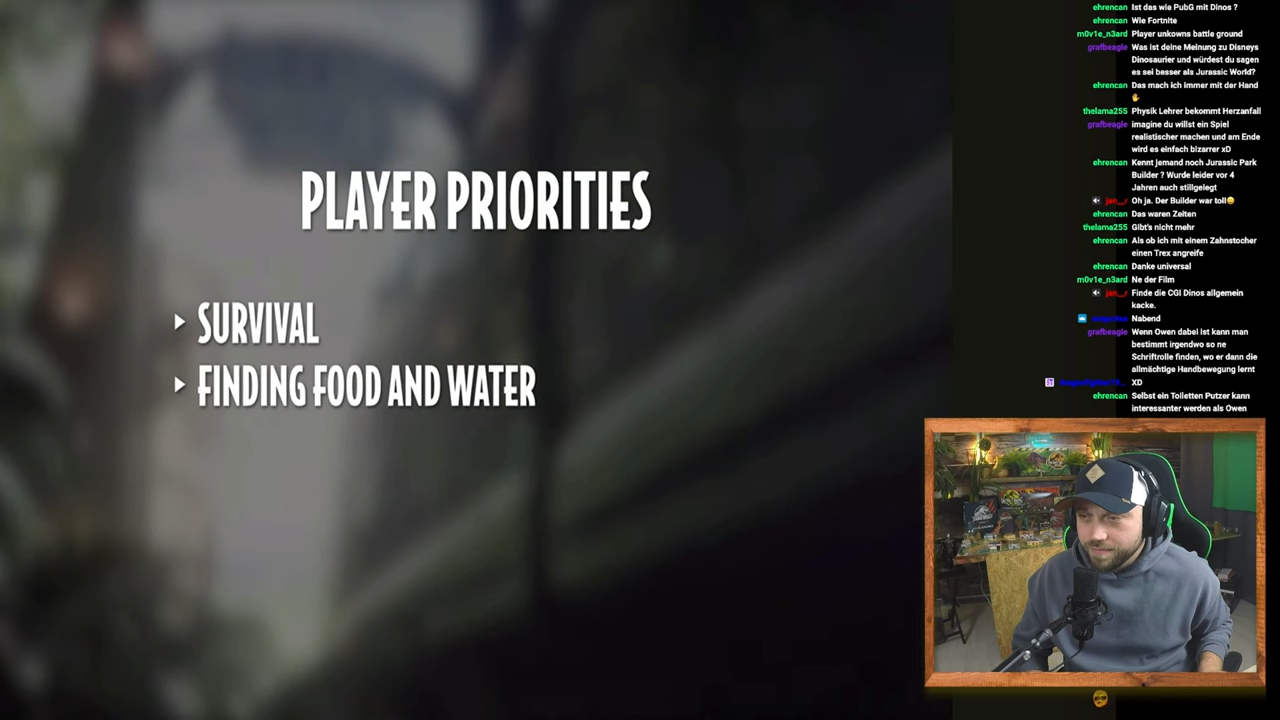 PLAYER PRIORITIES
SURVIVAL
FINDING FOOD AND WATER
ehrencan Ist das wie PubG mit Dinos ?
ehrencan Wie Fortnite
m0v1e_n3ard Player unkowns battle ground
grafbeagle Was ist deine Meinung zu Disneys
Dinosaurier und würdest du sagen
es sei besser als Jurassic World?
ehrencan Das mach ich immer mit der Hand
✋
thelama255 Physik Lehrer bekommt Herzanfall
grafbeagle imagine du willst ein Spiel
realistischer machen und am Ende
wird es einfach bizarrer xD
ehrencan Kennt jemand noch Jurassic Park
Builder ? Wurde leider vor 4
Jahren auch stillgelegt
jan__r Oh ja. Der Builder war toll😄
ehrencan Das waren Zeiten
thelama255 Gibt's nicht mehr
ehrencan Als ob ich mit einem Zahnstocher
einen Trex angreife
ehrencan Danke universal
m0v1e_n3ard Ne der Film
jan__r Finde die CGI Dinos allgemein
kacke.
Nabend
grafbeagle Wenn Owen dabei ist kann man
bestimmt irgendwo so ne
Schriftrolle finden, wo er dann die
allmächtige Handbewegung lernt
XD
ehrencan Selbst ein Toiletten Putzer kann
interessanter werden als Owen